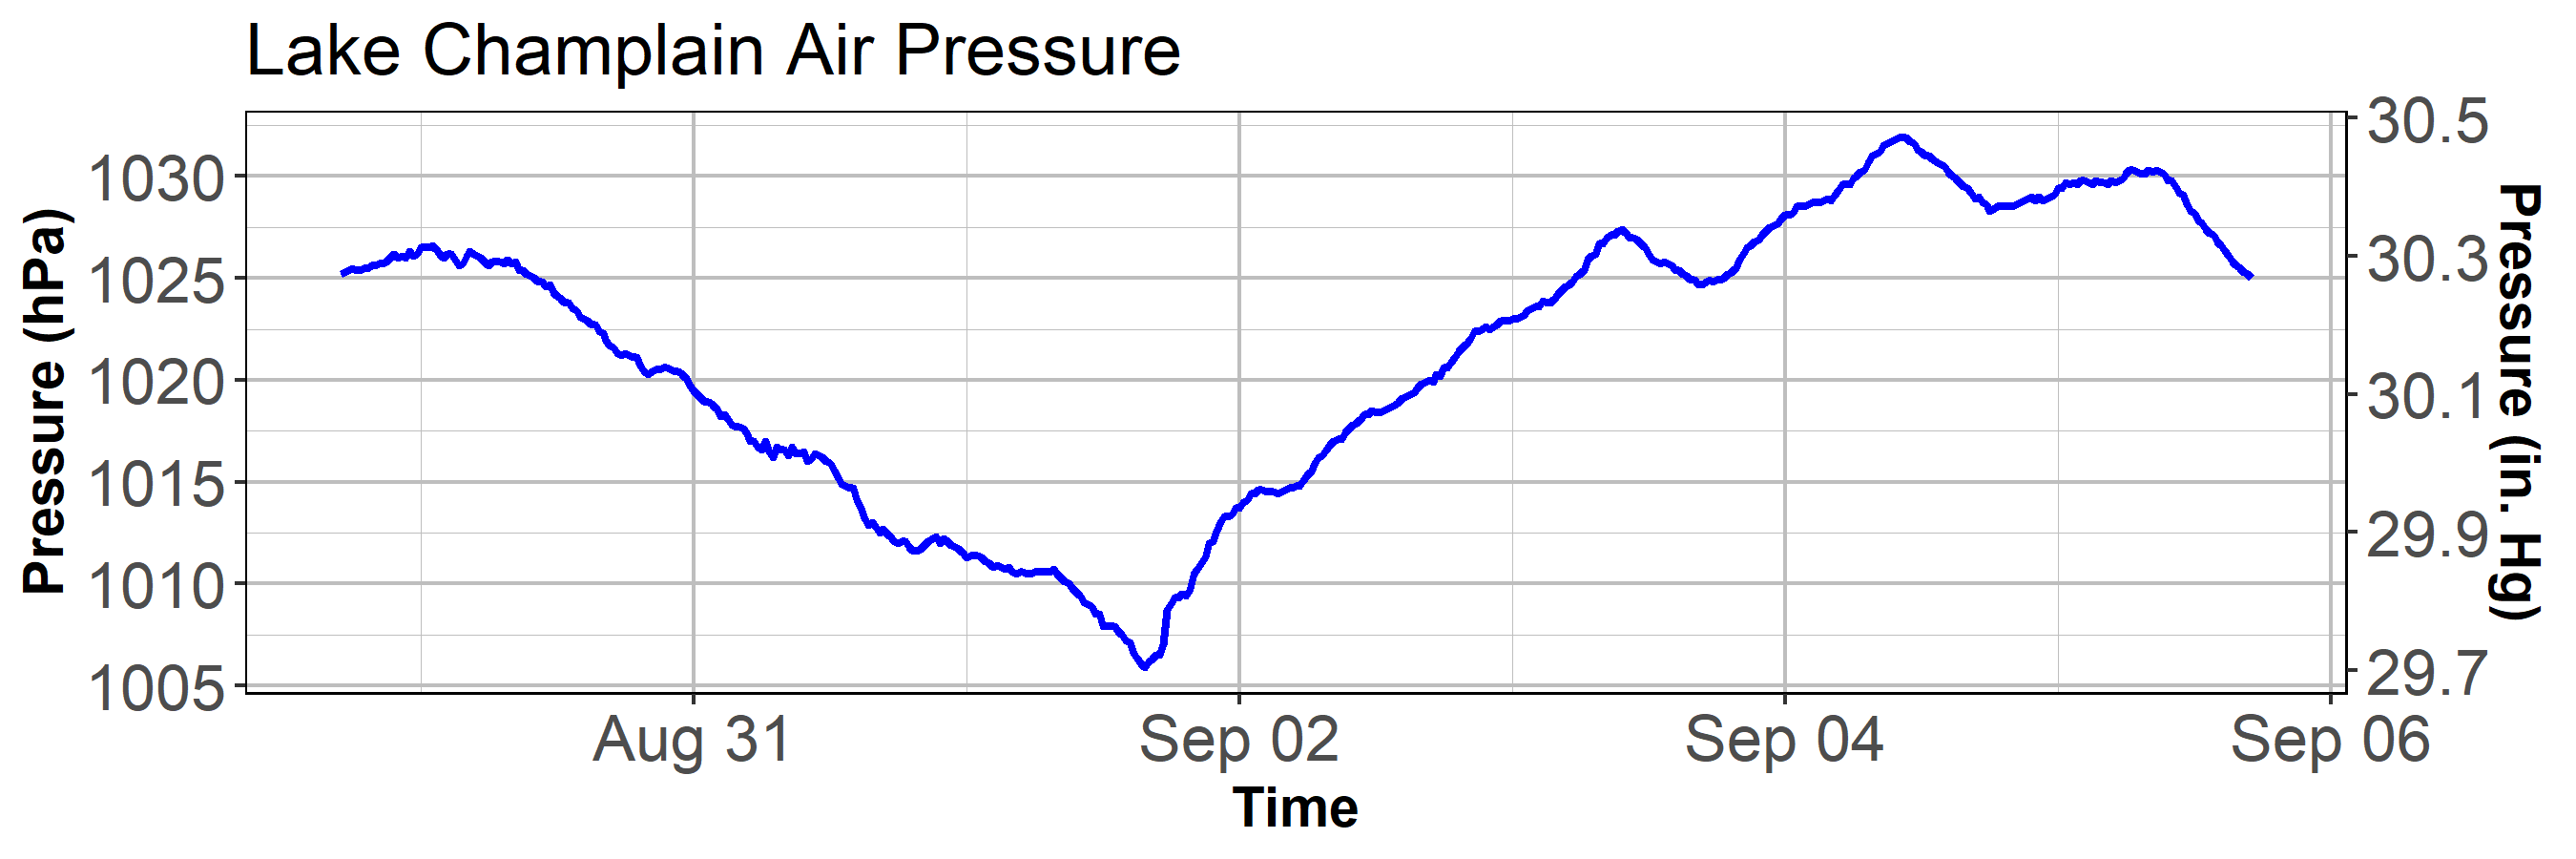 Lake Champlain Air Pressure
Pressure (hPa)
1030
1025
1020
1015
1010
1005
30.5
30.3
30.1
29.9
29.7
Pressure (in. Hg)
Aug 31 Sep 02 Sep 04 Sep 06
Time